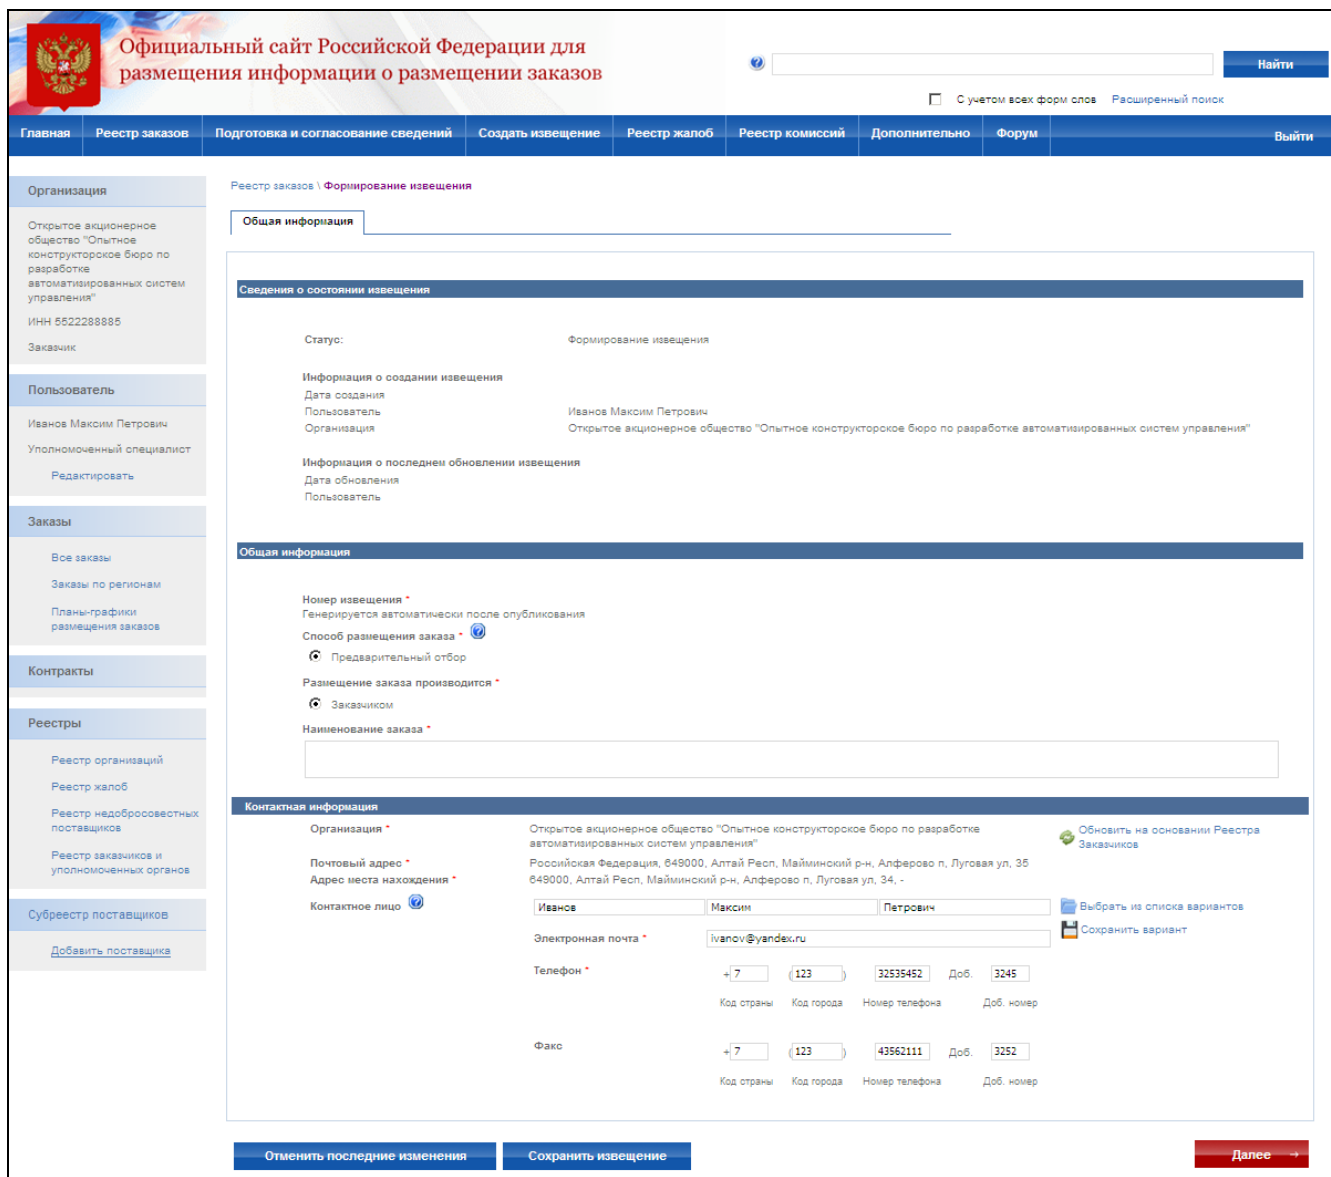 Официальный сайт Российской Федерации для
размещения информации о размещении заказов
Найти
С учетом всех форм слов Расширенный поиск
Главная Реестр заказов Подготовка и согласование сведений Создать извещение Реестр жалоб Реестр комиссий Дополнительно Форум Выйти
Организация
Открытое акционерное
общество "Опытное
конструкторское бюро по
разработке
автоматизированных систем
управления"
ИНН 5522288885
Заказчик
Пользователь
Иванов Максим Петрович
Уполномоченный специалист
Редактировать
Заказы
Все заказы
Заказы по регионам
Планы-графики
размещения заказов
Контракты
Реестры
Реестр организаций
Реестр жалоб
Реестр недобросовестных
поставщиков
Реестр заказчиков и
уполномоченных органов
Субреестр поставщиков
Добавить поставщика
Реестр заказов \ Формирование извещения
Общая информация
Сведения о состоянии извещения
Статус: Формирование извещения
Информация о создании извещения
Дата создания
Пользователь Иванов Максим Петрович
Организация Открытое акционерное общество "Опытное конструкторское бюро по разработке автоматизированных систем управления"
Информация о последнем обновлении извещения
Дата обновления
Пользователь
Общая информация
Номер извещения *
Генерируется автоматически после опубликования
Способ размещения заказа *
Предварительный отбор
Размещение заказа производится *
Заказчиком
Наименование заказа *
Контактная информация
Организация * Открытое акционерное общество "Опытное конструкторское бюро по разработке
автоматизированных систем управления"
Обновить на основании Реестра
Заказчиков
Почтовый адрес * Российская Федерация, 649000, Алтай Респ, Майминский р-н, Алферово п, Луговая ул, 35
Адрес места нахождения * 649000, Алтай Респ, Майминский р-н, Алферово п, Луговая ул, 34, -
Контактное лицо Иванов Максим Петрович Выбрать из списка вариантов
Сохранить вариант
Электронная почта * ivanov@yandex.ru
Телефон * +7 (123) 32535452 Доб. 3245
Код страны Код города Номер телефона Доб. номер
Факс +7 (123) 43562111 Доб. 3252
Код страны Код города Номер телефона Доб. номер
Отменить последние изменения Сохранить извещение Далее →